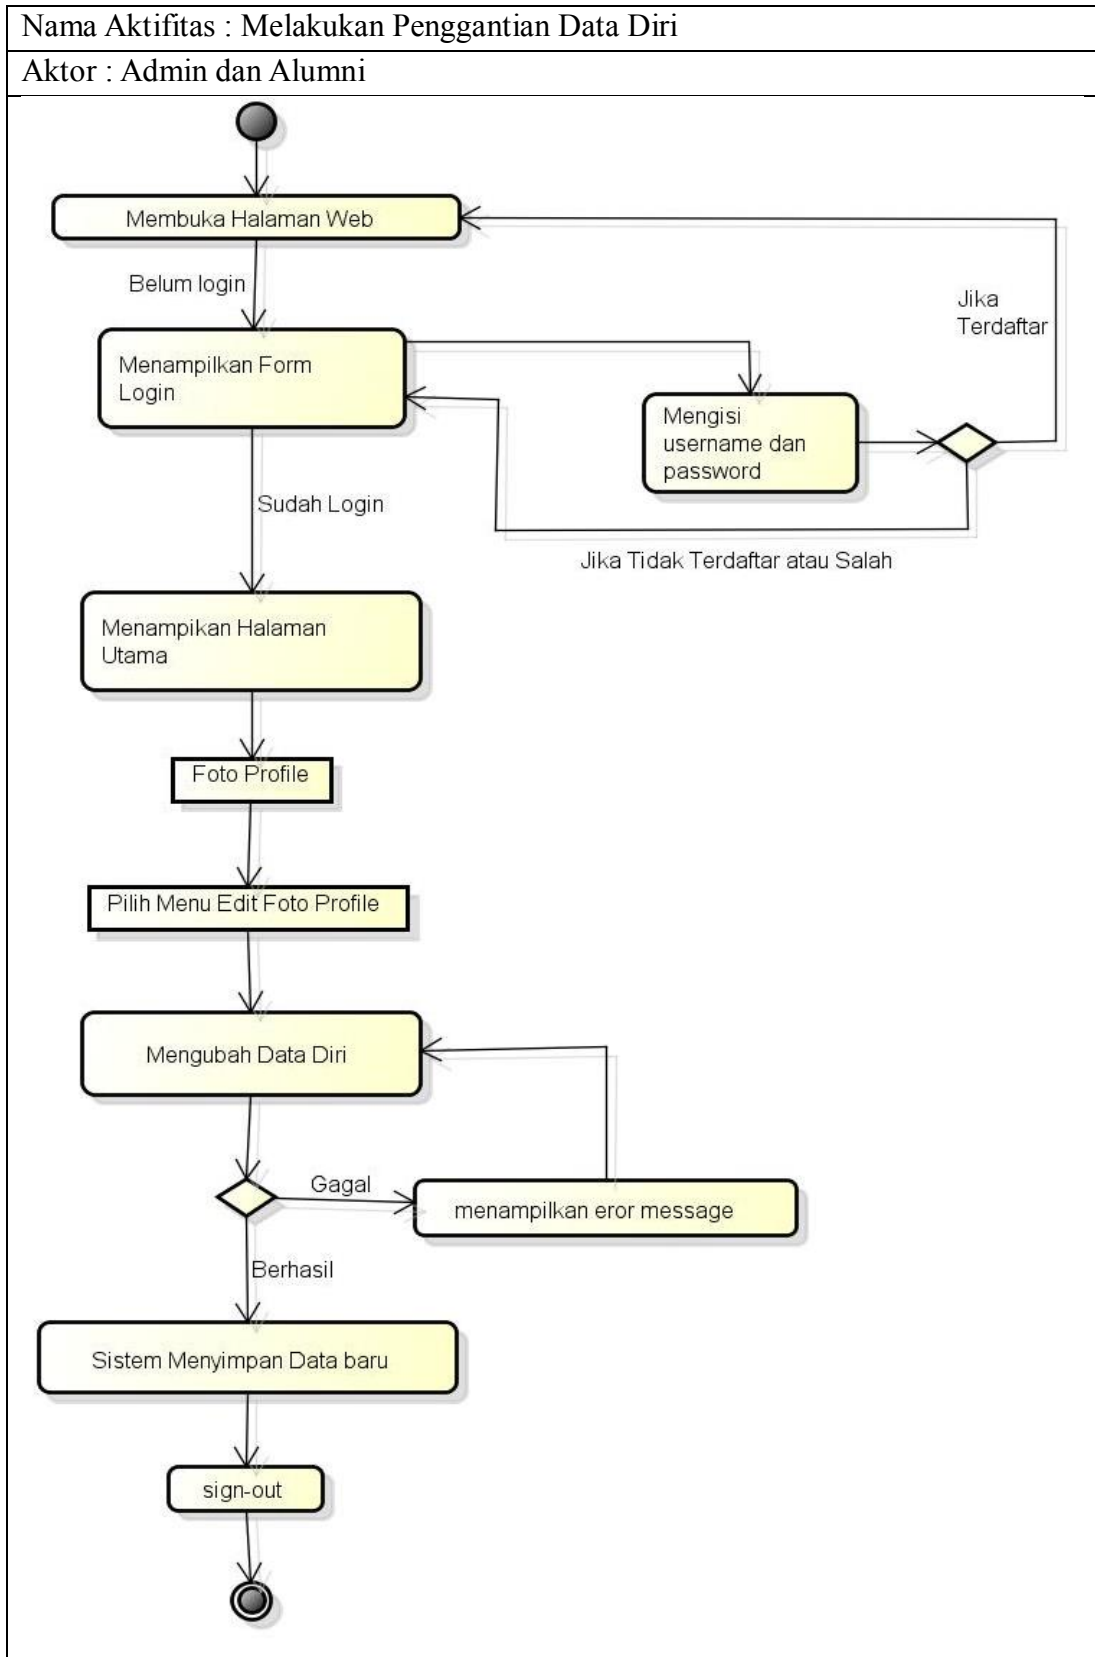 Nama Aktifitas : Melakukan Penggantian Data Diri
Aktor : Admin dan Alumni
Membuka Halaman Web
Belum login
Jika
Terdaftar
Menampilkan Form
Login
Mengisi
username dan
password
Sudah Login
Jika Tidak Terdaftar atau Salah
Menampikan Halaman
Utama
Foto Profile
Pilih Menu Edit Foto Profile
Mengubah Data Diri
Gagal
menampilkan eror message
Berhasil
Sistem Menyimpan Data baru
sign-out